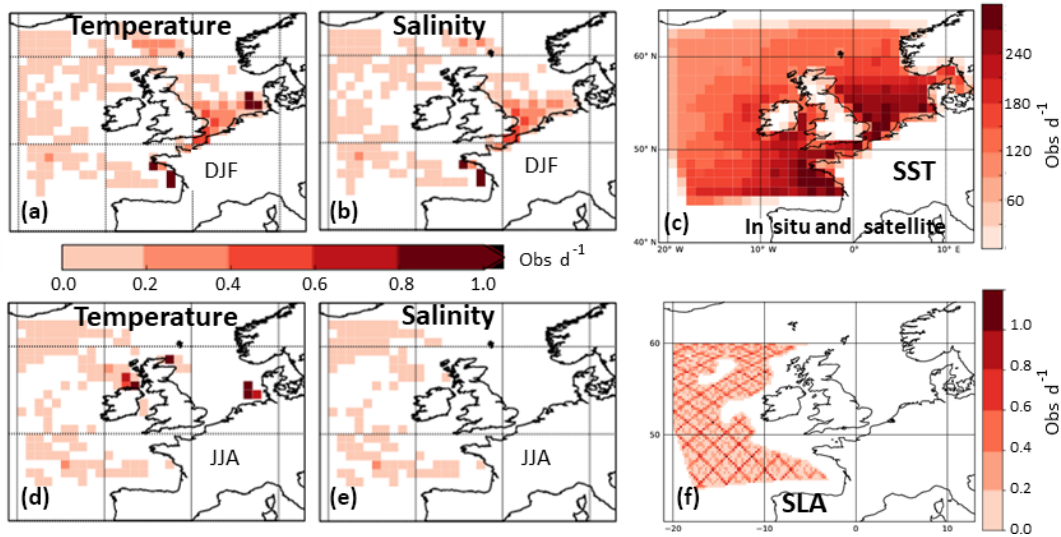 Temperature
DJF
(a)
Salinity
DJF
(b)
60° N
50° N
40° N
20° W
10° W
0°
10° E
SST
(c)
In situ and satellite
240
180
120
60
Obs d⁻¹
0.0 0.2 0.4 0.6 0.8 1.0
Obs d⁻¹
Temperature
JJA
(d)
Salinity
JJA
(e)
60
50
−20 −10 0 10
(f)
SLA
1.0
0.8
0.6
0.4
0.2
0.0
Obs d⁻¹